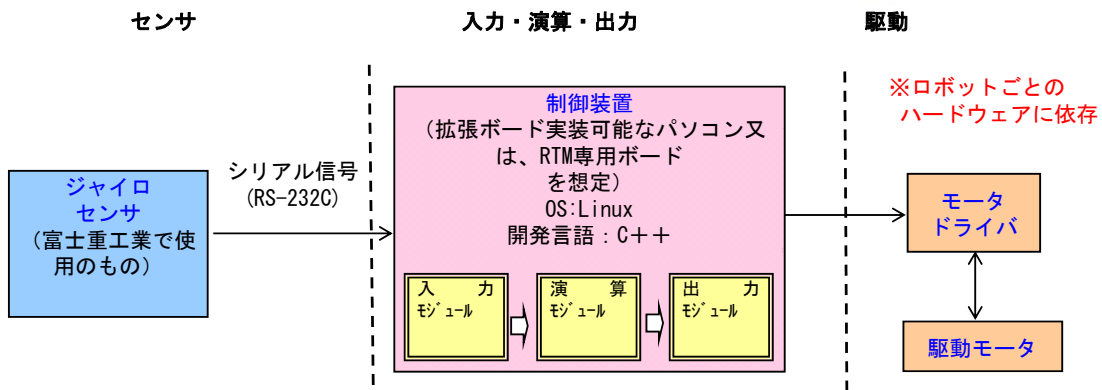 センサ
入力・演算・出力
駆動
※ロボットごとの
ハードウェアに依存
制御装置
（拡張ボード実装可能なパソコン又
は、RTM専用ボード
を想定）
OS:Linux
開発言語：C＋＋
シリアル信号
(RS-232C)
ジャイロ
センサ
（富士重工業で使
用のもの）
モータ
ドライバ
入　力
ﾓｼﾞｭｰﾙ
演　算
ﾓｼﾞｭｰﾙ
出　力
ﾓｼﾞｭｰﾙ
駆動モータ